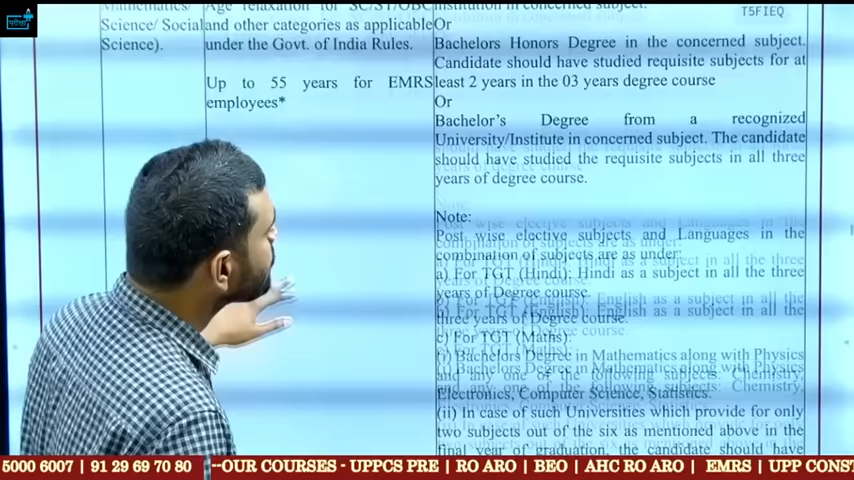 परीक्षा
T5FIEQ
Mathematics/
Science/ Social
Science).
Age relaxation for SC/ST/OBC
and other categories as applicable
under the Govt. of India Rules.
Up to 55 years for EMRS
employees*
institution in concerned subject.
Or
Bachelors Honors Degree in the concerned subject.
Candidate should have studied requisite subjects for at
least 2 years in the 03 years degree course
Or
Bachelor's Degree from a recognized
University/Institute in concerned subject. The candidate
should have studied the requisite subjects in all three
years of degree course.
Note:
Post wise elective subjects and Languages in the
combination of subjects are as under:
a) For TGT (Hindi): Hindi as a subject in all the three
years of Degree course.
b) For TGT (English): English as a subject in all the
three years of Degree course.
c) For TGT (Maths):
(i) Bachelors Degree in Mathematics along with Physics
and any one of the following subjects: Chemistry,
Electronics, Computer Science, Statistics.
(ii) In case of such Universities which provide for only
two subjects out of the six as mentioned above in the
final year of graduation, the candidate should have
5000 6007 | 91 29 69 70 80 --OUR COURSES - UPPCS PRE | RO ARO | BEO | AHC RO ARO | EMRS | UPP CONST